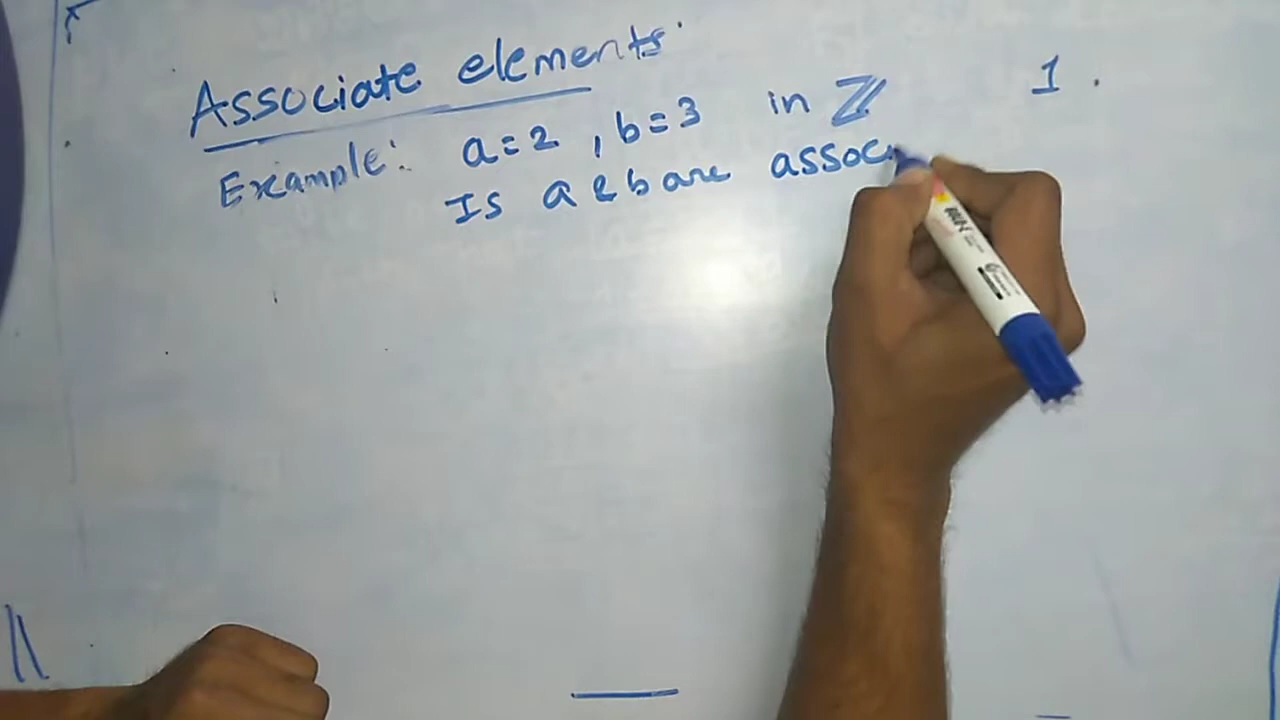 Associate elements
1.
Example: a=2, b=3 in ℤ
Is a & b are assoc